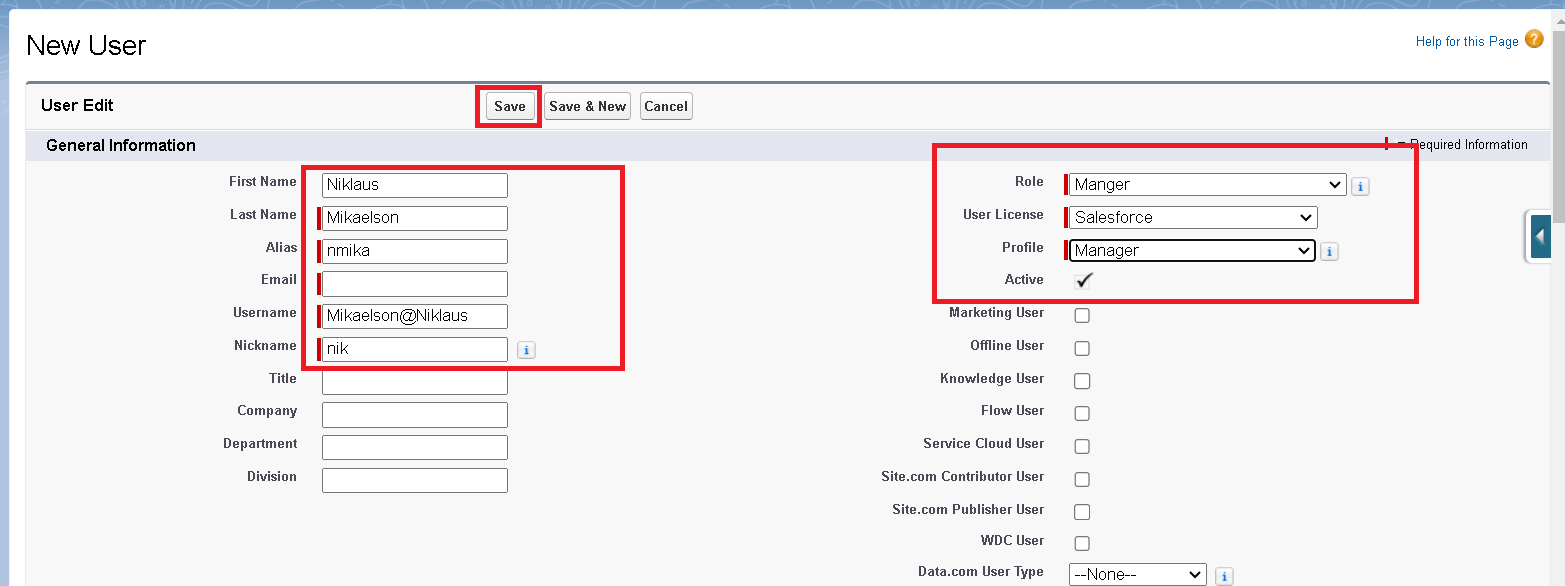 New User
Help for this Page ?
User Edit Save Save & New Cancel
General Information = Required Information
First Name Niklaus Role Manger i
Last Name Mikaelson User License Salesforce
Alias nmika Profile Manager i
Email Active
Username Mikaelson@Niklaus Marketing User
Nickname nik i Offline User
Title Knowledge User
Company Flow User
Department Service Cloud User
Division Site.com Contributor User
Site.com Publisher User
WDC User
Data.com User Type --None-- i